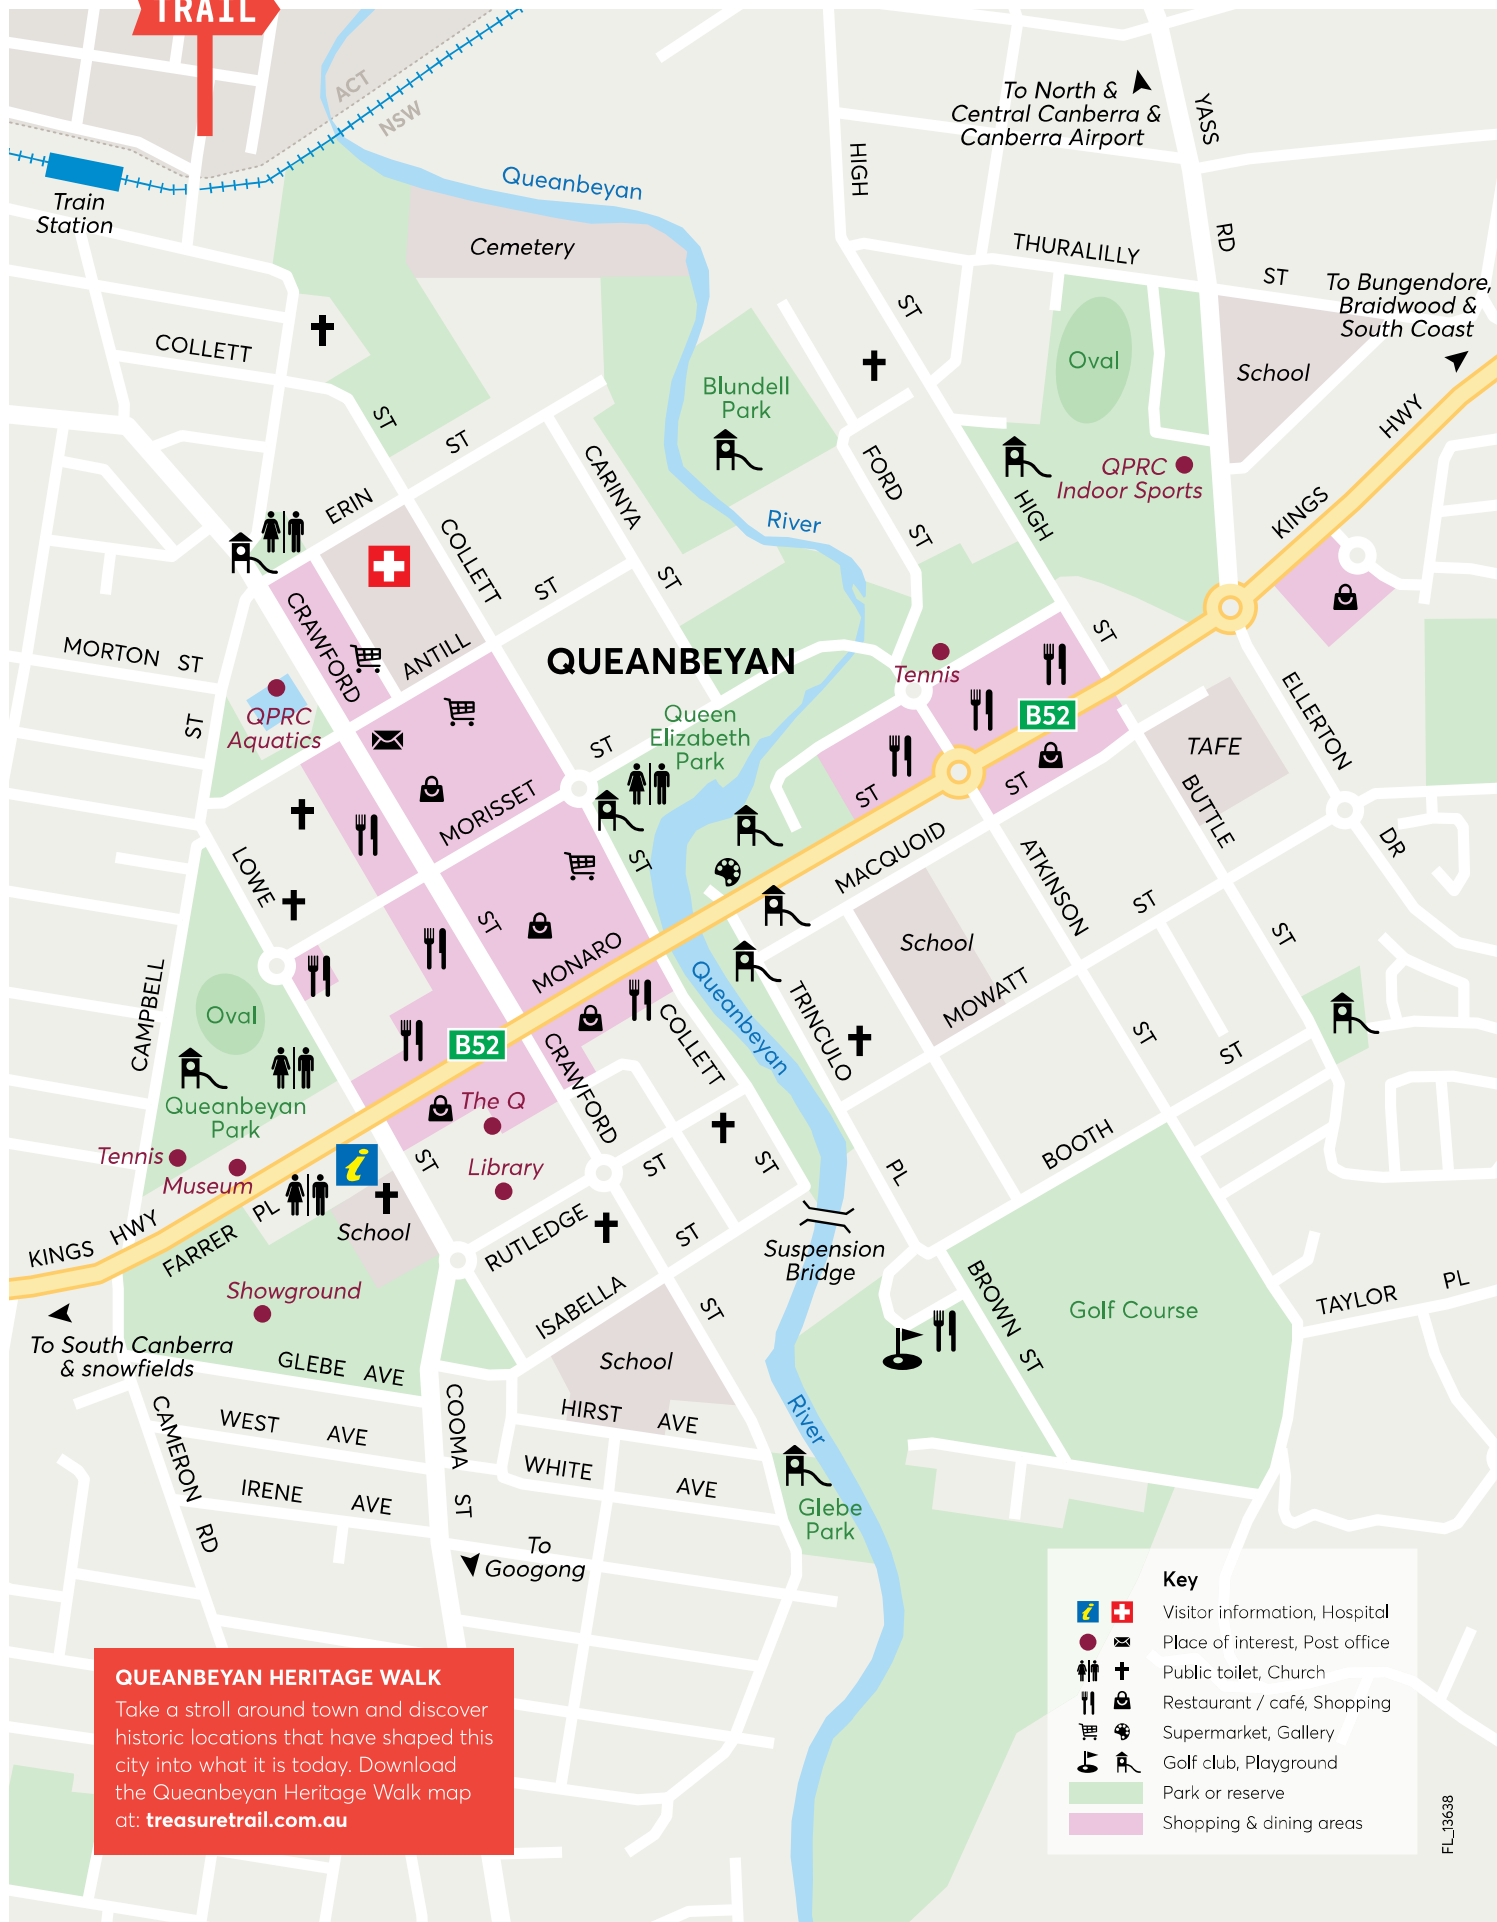 TRAIL
ACT
NSW
To North &
Central Canberra &
Canberra Airport
YASS
RD
HIGH
ST
Queanbeyan
Train
Station
Cemetery
THURALILLY
ST
To Bungendore,
Braidwood &
South Coast
COLLETT
ST
Oval
School
Blundell
Park
HWY
KINGS
ST
ERIN
CARINYA
ST
FORD
ST
QPRC
Indoor Sports
HIGH
ST
River
COLLETT
ST
CRAWFORD
ANTILL
MORTON ST
ST
QUEANBEYAN
Tennis
QPRC
Aquatics
Queen
Elizabeth
Park
ST
B52
ELLERTON
DR
TAFE
BUTTLE
ST
MORISSET
ST
ST
ST
MACQUOID
LOWE
ST
ATKINSON
ST
ST
School
MONARO
CAMPBELL
Oval
Queanbeyan
TRINCULO
PL
MOWATT
ST
B52
CRAWFORD
COLLETT
ST
Queanbeyan
Park
The Q
Library
Tennis
Museum
ST
BOOTH
KINGS HWY
FARRER PL
School
RUTLEDGE
ST
ST
Suspension
Bridge
ISABELLA
ST
Showground
BROWN
ST
Golf Course
TAYLOR PL
To South Canberra
& snowfields
GLEBE AVE
School
CAMERON
RD
WEST AVE
COOMA
ST
HIRST AVE
River
IRENE AVE
WHITE AVE
Glebe
Park
To
Googong
Key
Visitor information, Hospital
Place of interest, Post office
Public toilet, Church
Restaurant / café, Shopping
Supermarket, Gallery
Golf club, Playground
Park or reserve
Shopping & dining areas
FL_13638
QUEANBEYAN HERITAGE WALK
Take a stroll around town and discover
historic locations that have shaped this
city into what it is today. Download
the Queanbeyan Heritage Walk map
at: treasuretrail.com.au